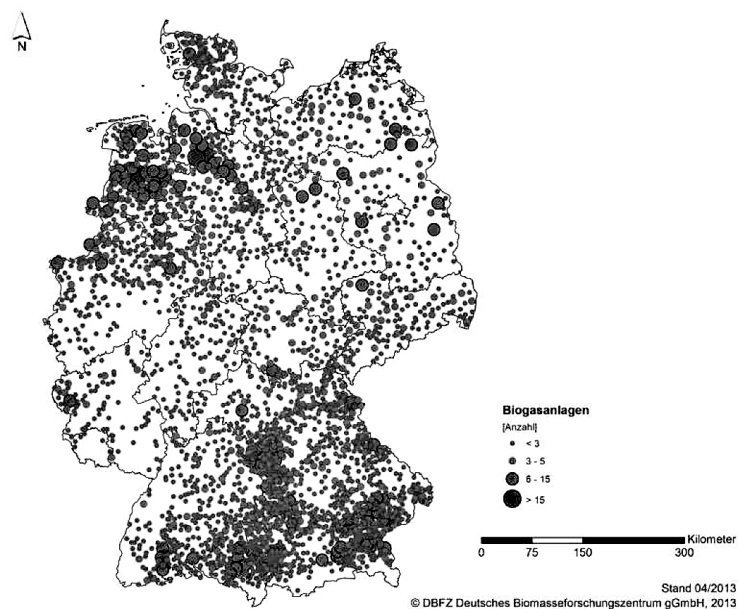 N
Biogasanlagen
[Anzahl]
< 3
3 - 5
6 - 15
> 15
Kilometer
0 75 150 300
Stand 04/2013
© DBFZ Deutsches Biomasseforschungszentrum gGmbH, 2013